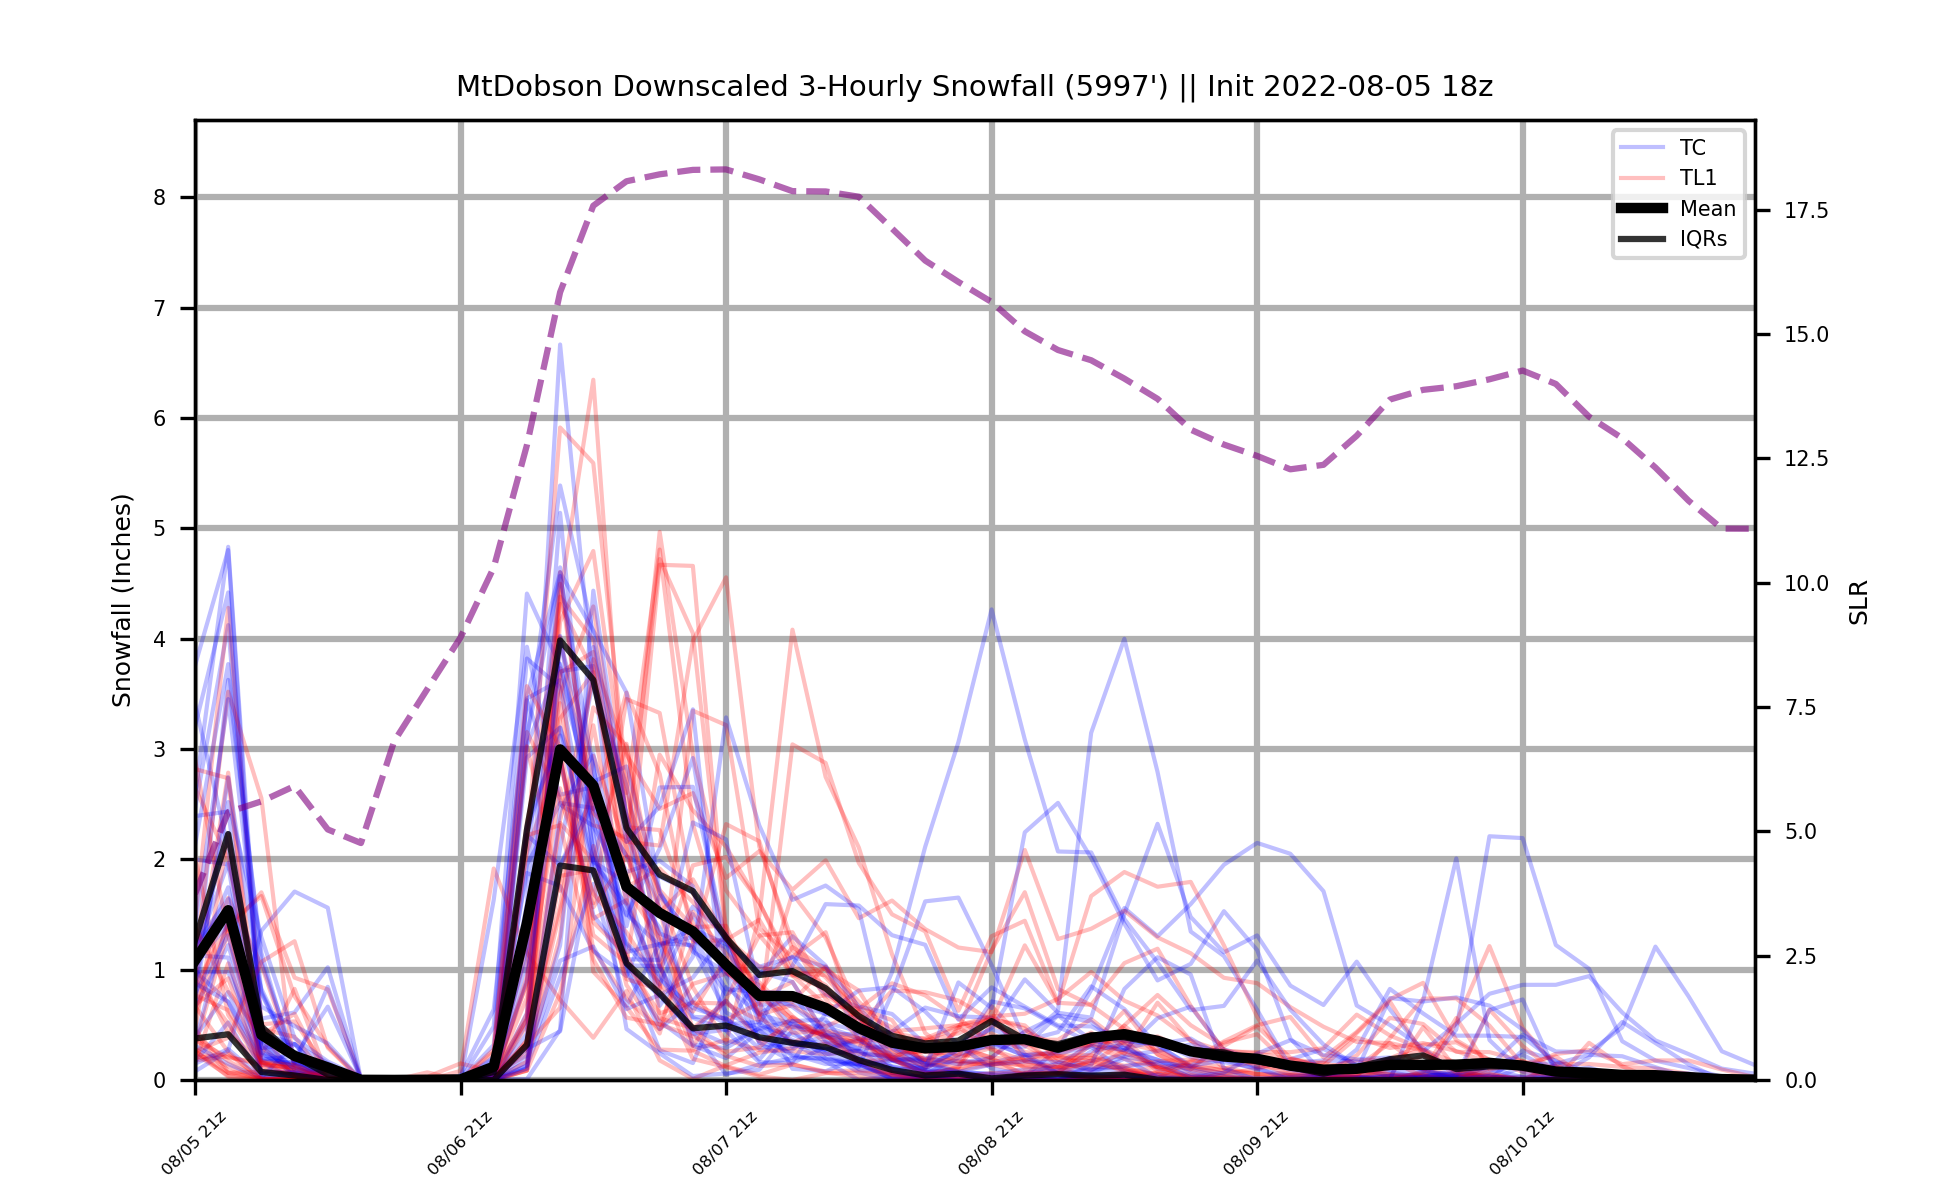 MtDobson Downscaled 3-Hourly Snowfall (5997') || Init 2022-08-05 18z
TC
TL1
Mean
IQRs
Snowfall (Inches)
8
7
6
5
4
3
2
1
0
17.5
15.0
12.5
10.0
7.5
5.0
2.5
0.0
SLR
08/05 21z
08/06 21z
08/07 21z
08/08 21z
08/09 21z
08/10 21z